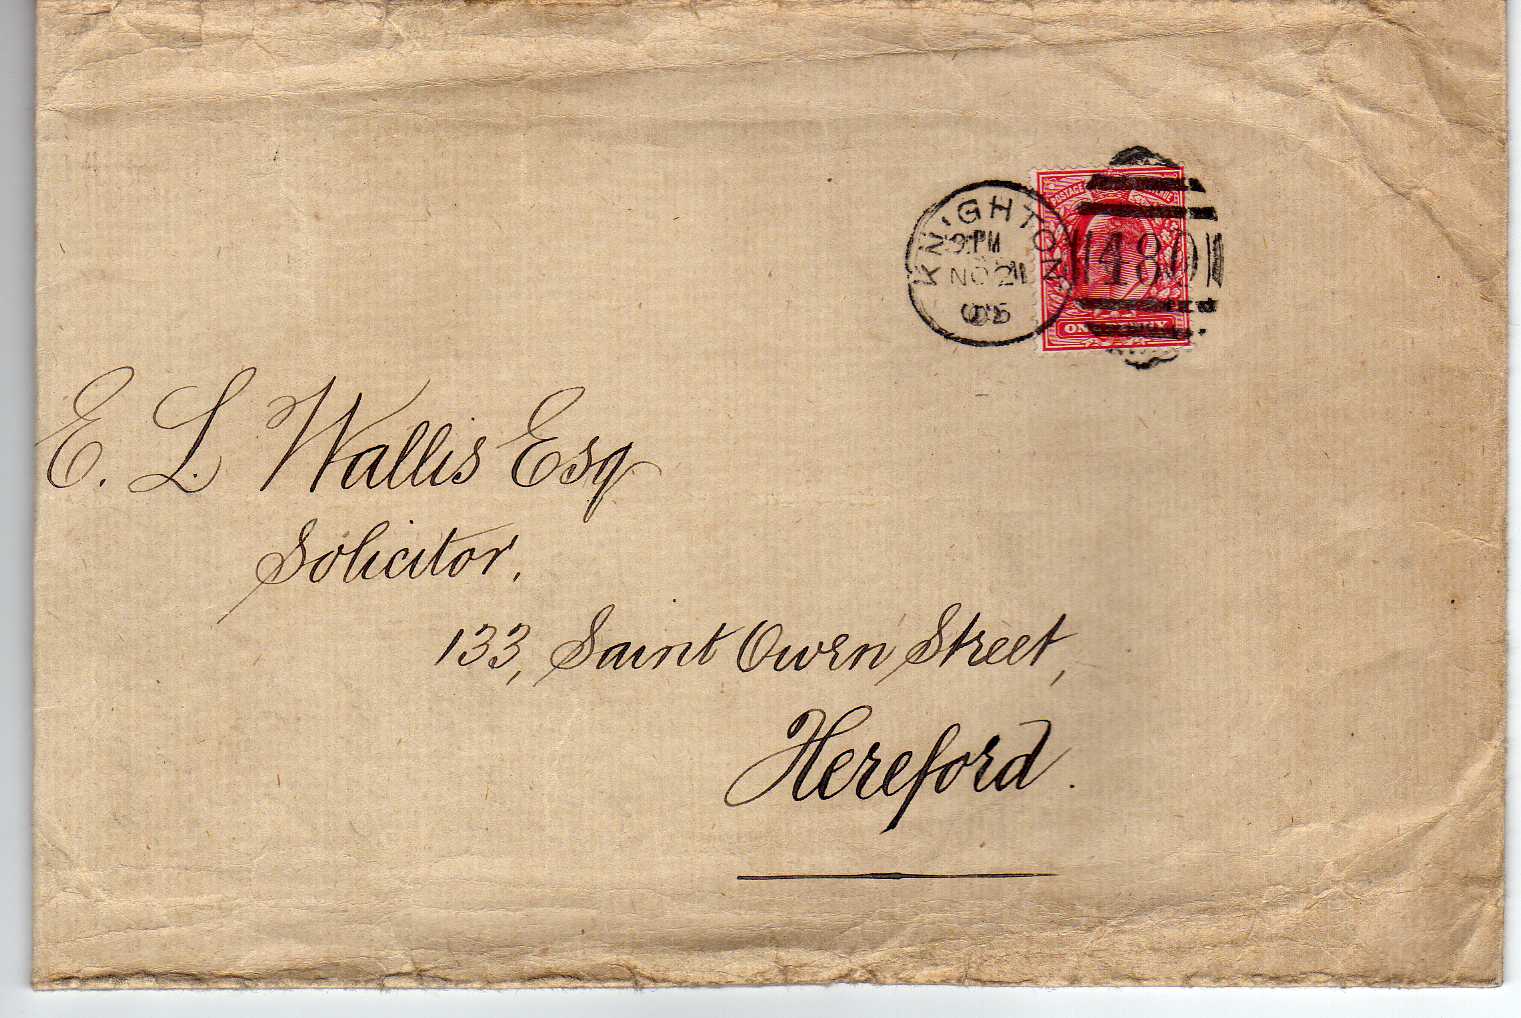 POSTAGE
KNIGHTON
9.PM
NO 21
05
480
ONE PENNY
E. L. Wallis Esq
Solicitor.
133, Saint Owen Street,
Hereford.